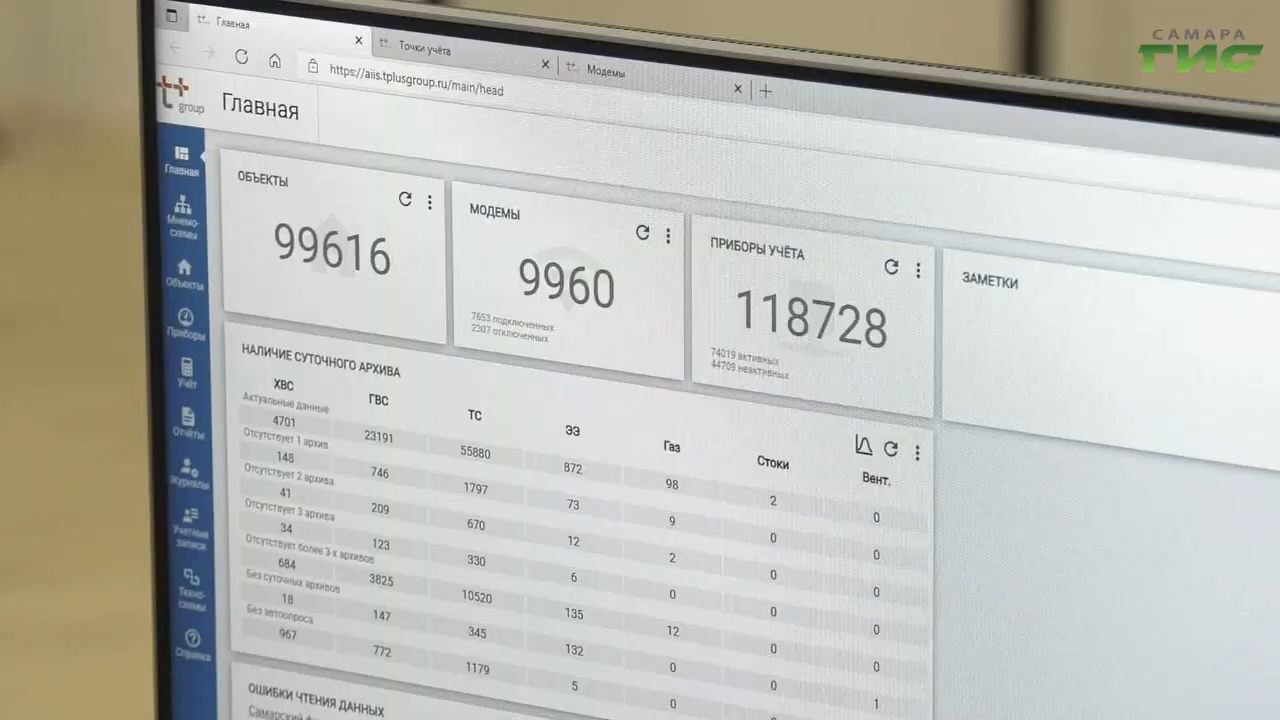 САМАРА
ГИС
Главная
Точки учёта
Модемы
https://aiis.tplusgroup.ru/main/head
t+ group
Главная
Главная
Мнемо-
схемы
Объекты
Приборы
Учёт
Отчёты
Журналы
Учетные
записи
Техно-
схемы
Справка
ОБЪЕКТЫ
99616
МОДЕМЫ
9960
7653 подключенных
2307 отключенных
ПРИБОРЫ УЧЁТА
118728
74019 активных
44709 неактивных
ЗАМЕТКИ
НАЛИЧИЕ СУТОЧНОГО АРХИВА
ХВС ГВС ТС ЭЭ Газ Стоки Вент.
Актуальные данные
4701 23191 55880 872 98 2 0
Отсутствует 1 архив
148 746 1797 73 9 0 0
Отсутствует 2 архива
41 209 670 12 2 0 0
Отсутствует 3 архива
34 123 330 6 0 0 0
Отсутствует более 3-х архивов
684 3825 10520 135 12 0 0
Без суточных архивов
18 147 345 132 0 0 1
Без автоопроса
967 772 1179 5 0
ОШИБКИ ЧТЕНИЯ ДАННЫХ
Самарский